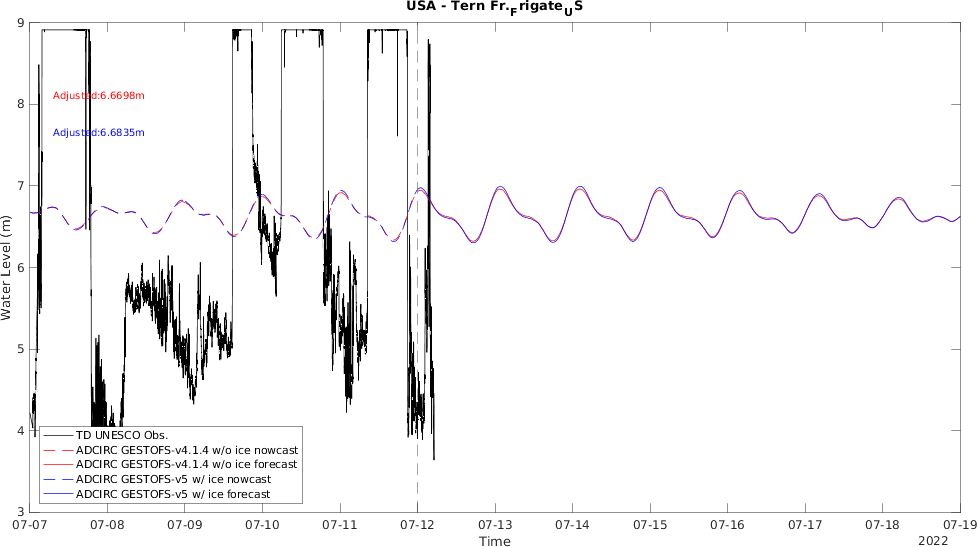 USA - Tern Fr.FrigateUS
9
8
7
6
5
4
3
Water Level (m)
Adjusted:6.6698m
Adjusted:6.6835m
TD UNESCO Obs.
ADCIRC GESTOFS-v4.1.4 w/o ice nowcast
ADCIRC GESTOFS-v4.1.4 w/o ice forecast
ADCIRC GESTOFS-v5 w/ ice nowcast
ADCIRC GESTOFS-v5 w/ ice forecast
07-07 07-08 07-09 07-10 07-11 07-12 07-13 07-14 07-15 07-16 07-17 07-18 07-19
Time
2022